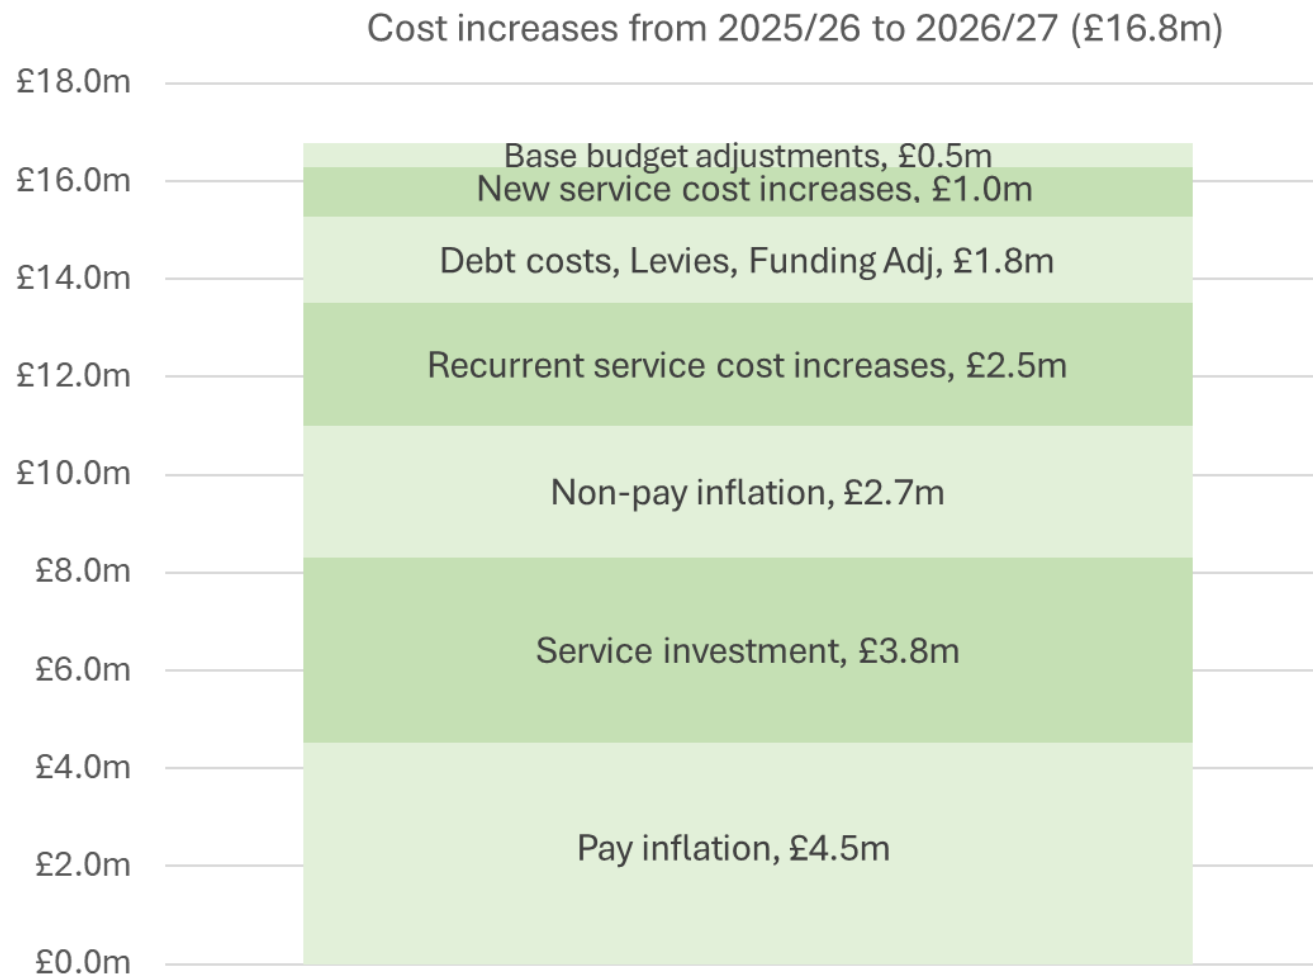 Cost increases from 2025/26 to 2026/27 (£16.8m)
£18.0m
Base budget adjustments, £0.5m
£16.0m
New service cost increases, £1.0m
Debt costs, Levies, Funding Adj, £1.8m
£14.0m
Recurrent service cost increases, £2.5m
£12.0m
£10.0m
Non-pay inflation, £2.7m
£8.0m
Service investment, £3.8m
£6.0m
£4.0m
Pay inflation, £4.5m
£2.0m
£0.0m